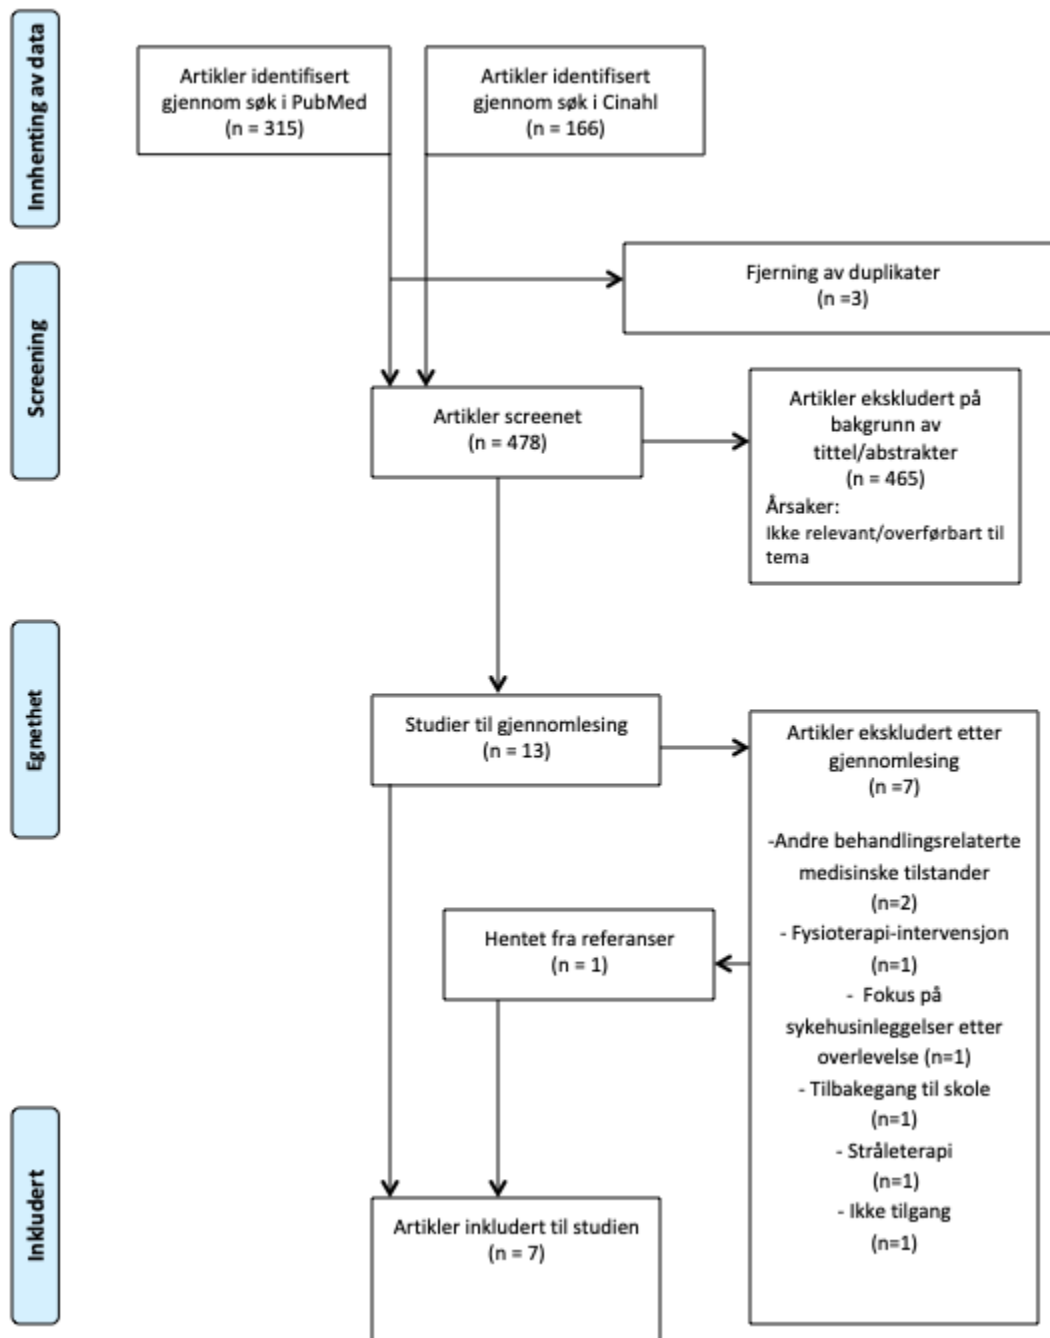 Innhenting av data
Artikler identifisert
gjennom søk i PubMed
(n = 315)
Artikler identifisert
gjennom søk i Cinahl
(n = 166)
Screening
Fjerning av duplikater
(n =3)
Artikler screenet
(n = 478)
Artikler ekskludert på
bakgrunn av
tittel/abstrakter
(n = 465)
Årsaker:
Ikke relevant/overførbart til
tema
Egnethet
Studier til gjennomlesing
(n = 13)
Artikler ekskludert etter
gjennomlesing
(n =7)
-Andre behandlingsrelaterte
medisinske tilstander
(n=2)
- Fysioterapi-intervensjon
(n=1)
- Fokus på
sykehusinleggelser etter
overlevelse (n=1)
- Tilbakegang til skole
(n=1)
- Stråleterapi
(n=1)
- Ikke tilgang
(n=1)
Hentet fra referanser
(n = 1)
Inkludert
Artikler inkludert til studien
(n = 7)